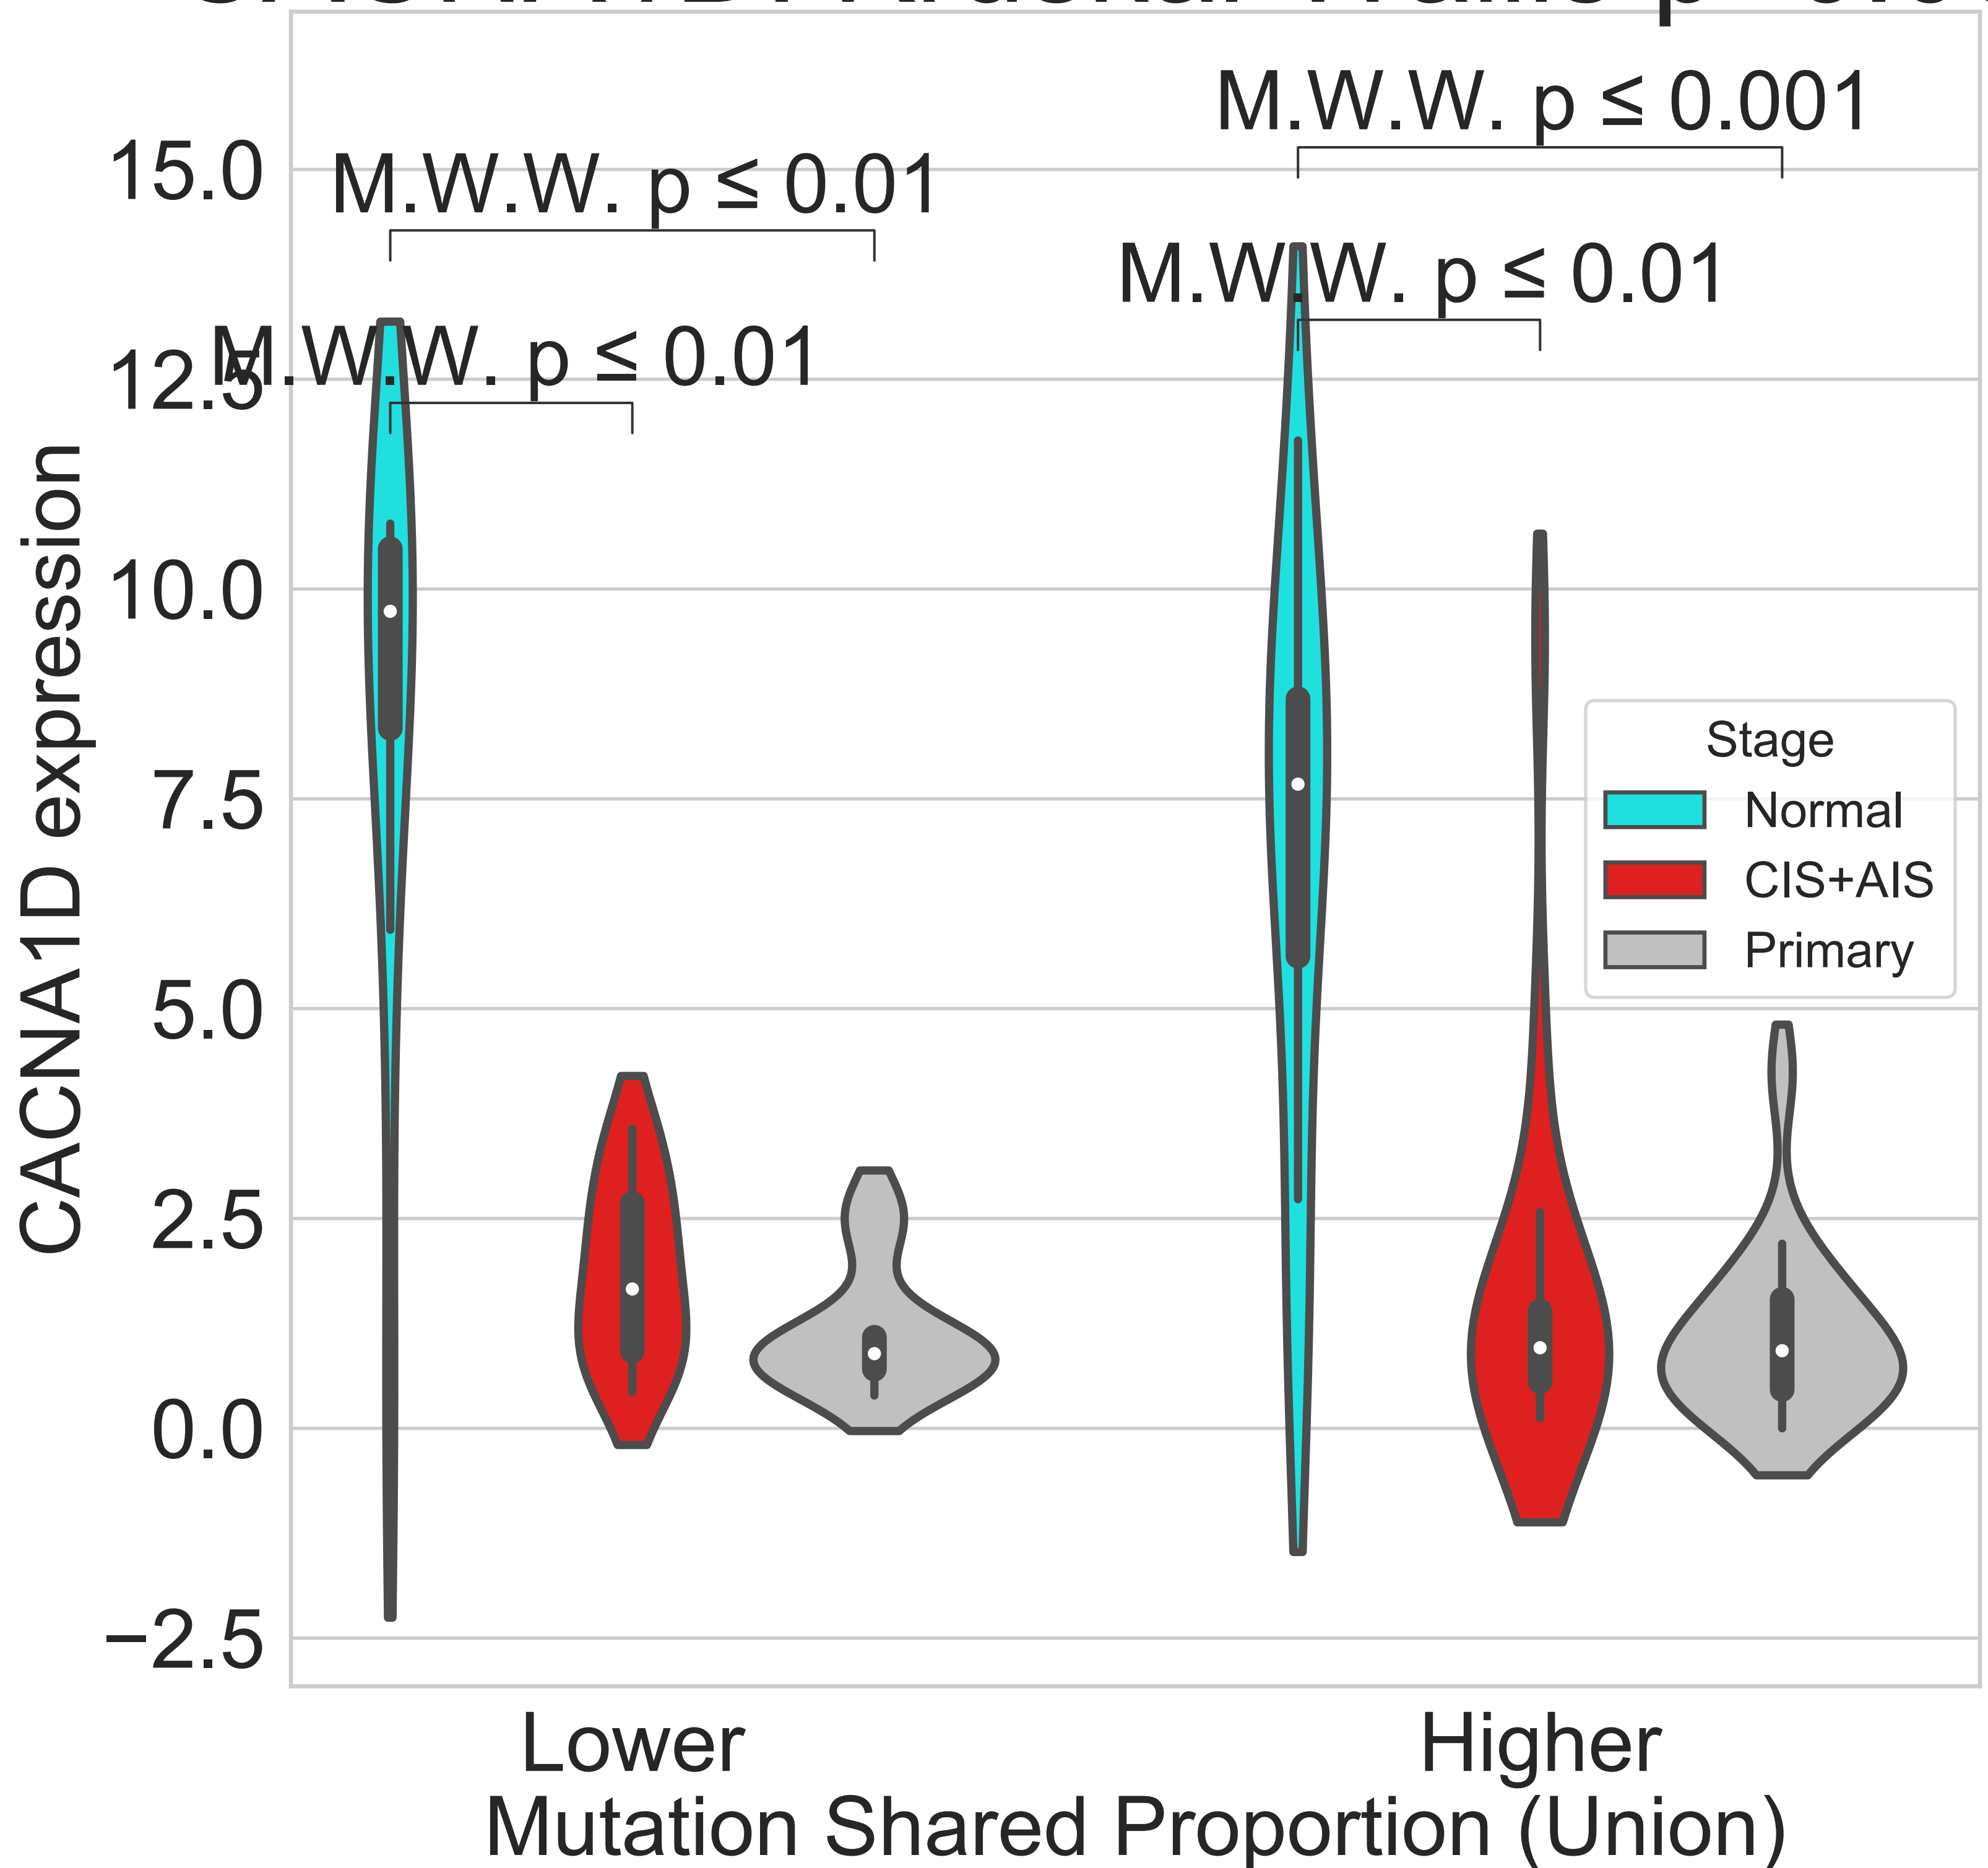 M.W.W. p ≤ 0.001
15.0
M.W.W. p ≤ 0.01
M.W.W. p ≤ 0.01
M.W.W. p ≤ 0.01
12.5
10.0
7.5
5.0
2.5
0.0
−2.5
CACNA1D expression
Stage
Normal
CIS+AIS
Primary
Lower
Higher
Mutation Shared Proportion (Union)